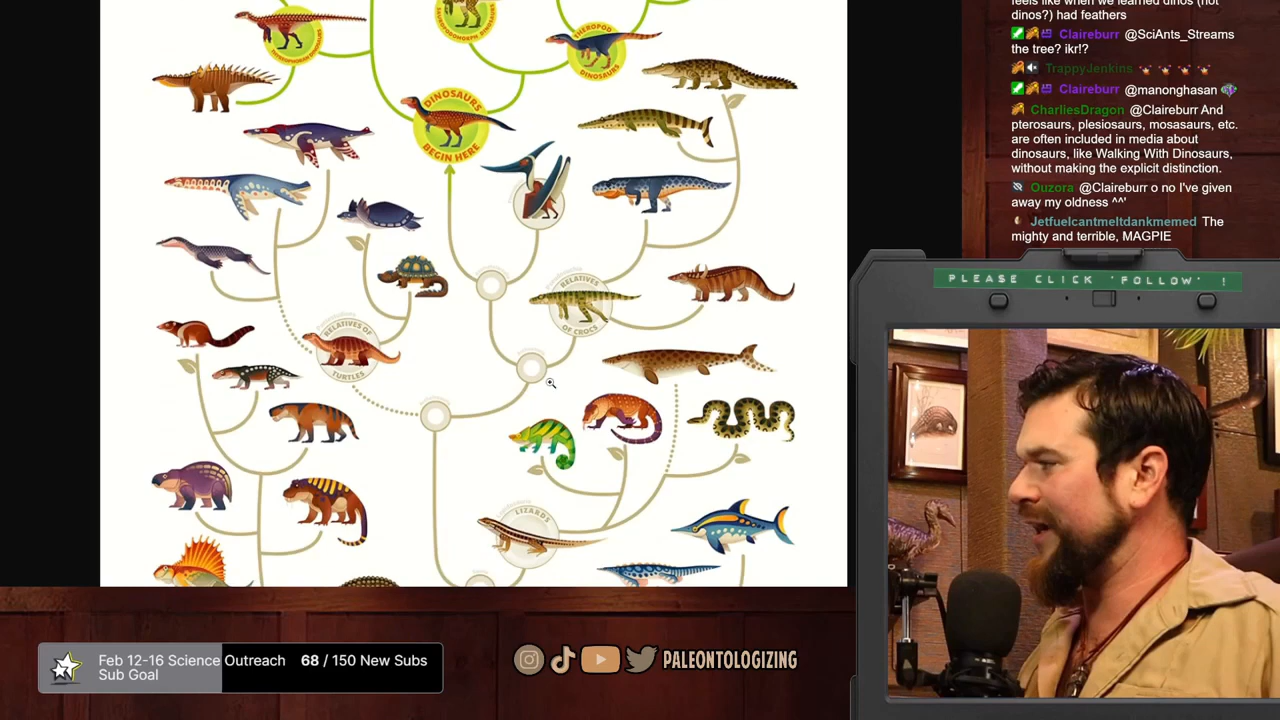 feels like when we learned dinos (not
dinos?) had feathers
Claireburr @SciAnts_Streams
the tree? ikr!?
TrappyJenkins
Claireburr @manonghasan
CharliesDragon @Claireburr And
pterosaurs, plesiosaurs, mosasaurs, etc.
are often included in media about
dinosaurs, like Walking With Dinosaurs,
without making the explicit distinction.
Ouzora @Claireburr o no I've given
away my oldness ^^'
Jetfuelcantmeltdankmemed The
mighty and terrible, MAGPIE
PLEASE CLICK 'FOLLOW' !
THEROPOD
DINOSAURS
DINOSAURS
BEGIN HERE
RELATIVES
OF CROCS
RELATIVES OF
TURTLES
LIZARDS
Feb 12-16 Science Outreach 68 / 150 New Subs
Sub Goal
PALEONTOLOGIZING